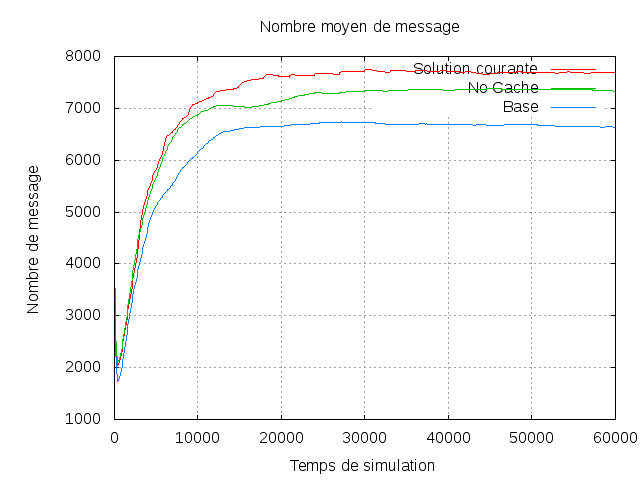 Nombre moyen de message
8000
7000
6000
5000
4000
3000
2000
1000
Nombre de message
Solution courante
No Cache
Base
0 10000 20000 30000 40000 50000 60000
Temps de simulation